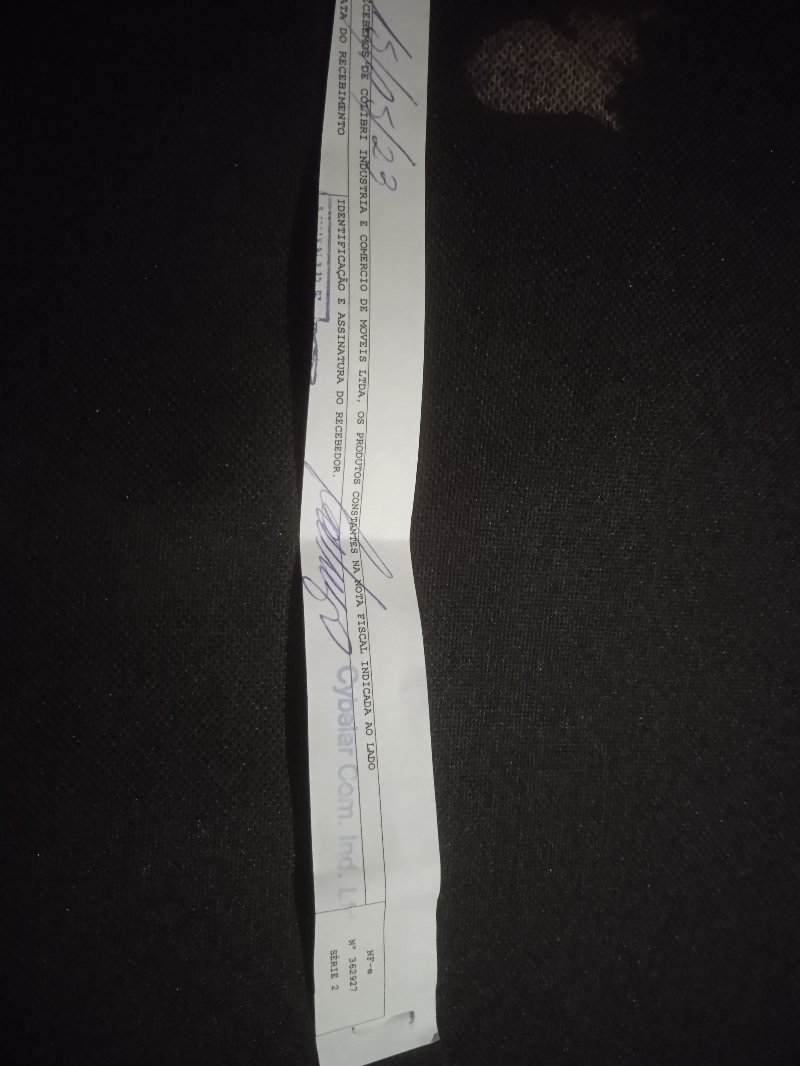 15/05/23
CEBEMOS DE COLIBRI INDUSTRIA E COMERCIO DE MOVEIS LTDA, OS PRODUTOS CONSTANTES NA NOTA FISCAL INDICADA AO LADO
ATA DO RECEBIMENTO
IDENTIFICAÇÃO E ASSINATURA DO RECEBEDOR.
Cybelar Com. Ind. L
NF-e
N° 362927
SÉRIE 2